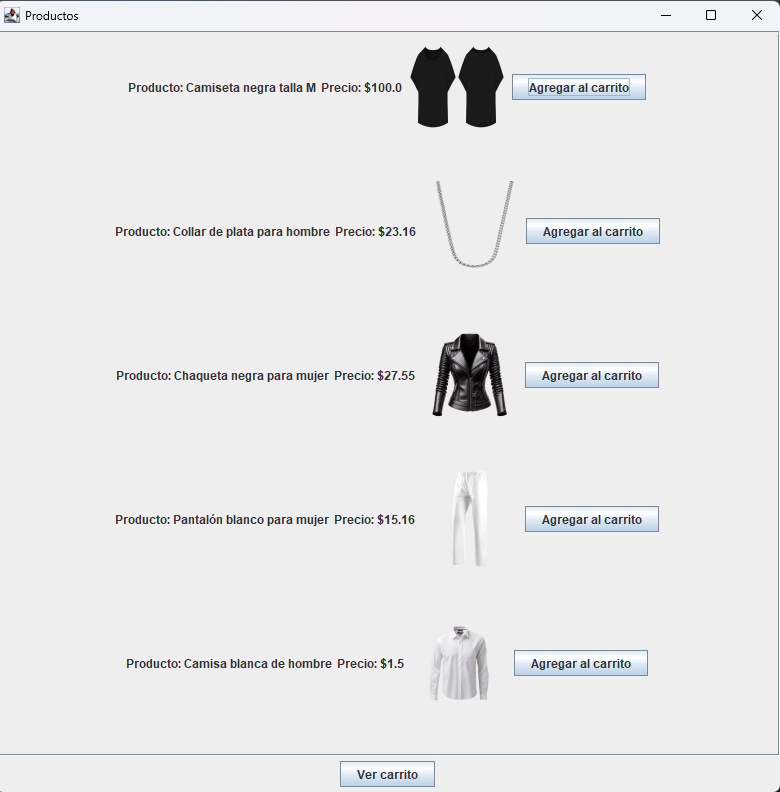 Productos
Producto: Camiseta negra talla M Precio: $100.0 Agregar al carrito
Producto: Collar de plata para hombre Precio: $23.16 Agregar al carrito
Producto: Chaqueta negra para mujer Precio: $27.55 Agregar al carrito
Producto: Pantalón blanco para mujer Precio: $15.16 Agregar al carrito
Producto: Camisa blanca de hombre Precio: $1.5 Agregar al carrito
Ver carrito